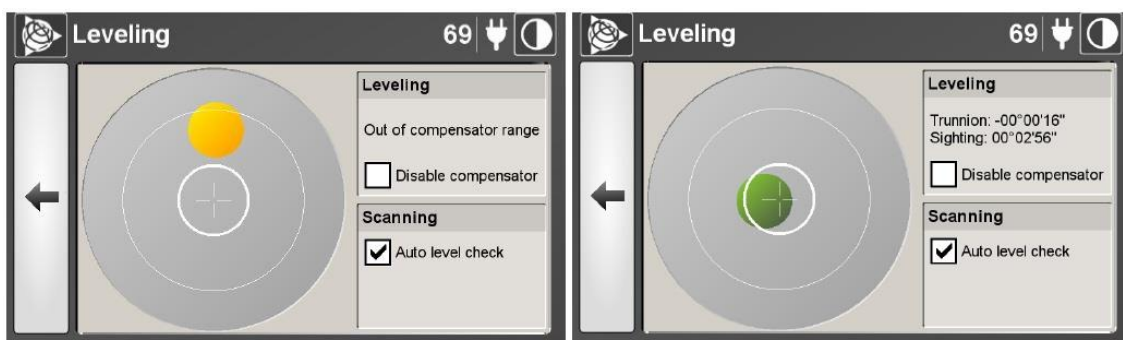 Leveling 69
Leveling
Out of compensator range
Disable compensator
Scanning
Auto level check
Leveling 69
Leveling
Trunnion: -00°00'16"
Sighting: 00°02'56"
Disable compensator
Scanning
Auto level check